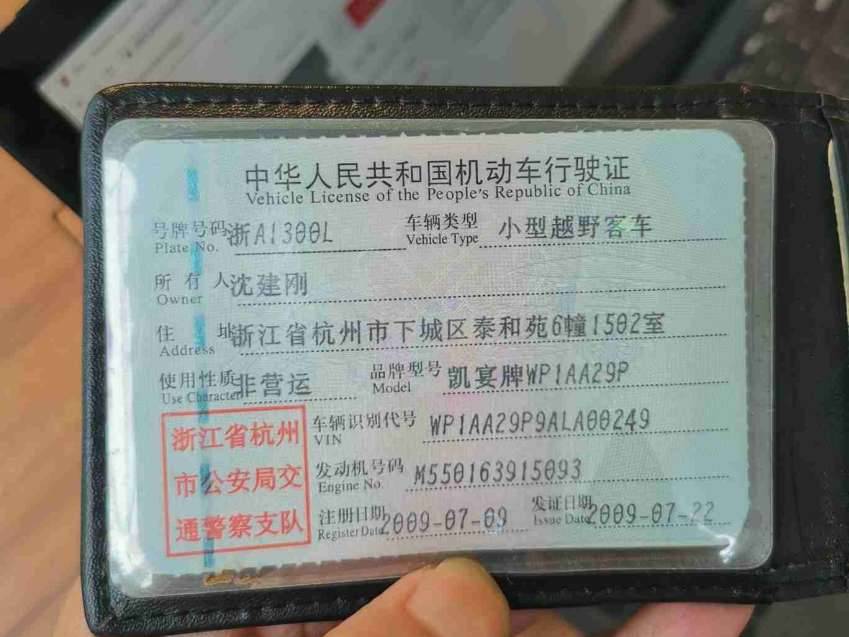 中华人民共和国机动车行驶证
Vehicle License of the People's Republic of China
号牌号码 浙A1300L 车辆类型 小型越野客车
Plate No. Vehicle Type
所有人 沈建刚
Owner
住址 浙江省杭州市下城区泰和苑6幢1502室
Address
使用性质 非营运 品牌型号 凯宴牌WP1AA29P
Use Character Model
车辆识别代号 WP1AA29P9ALA00249
VIN
发动机号码 M550163915093
Engine No.
注册日期 2009-07-09 发证日期 2009-07-22
Register Date Issue Date
浙江省杭州
市公安局交
通警察支队